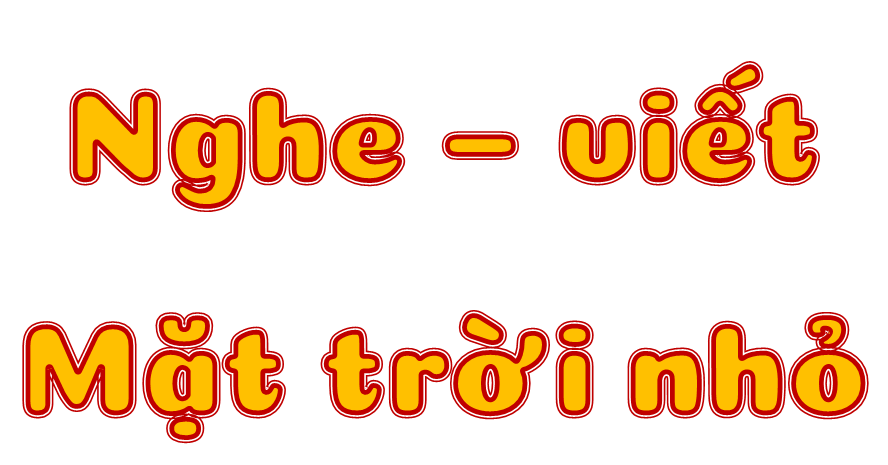 Nghe – viết
Mặt trời nhỏ